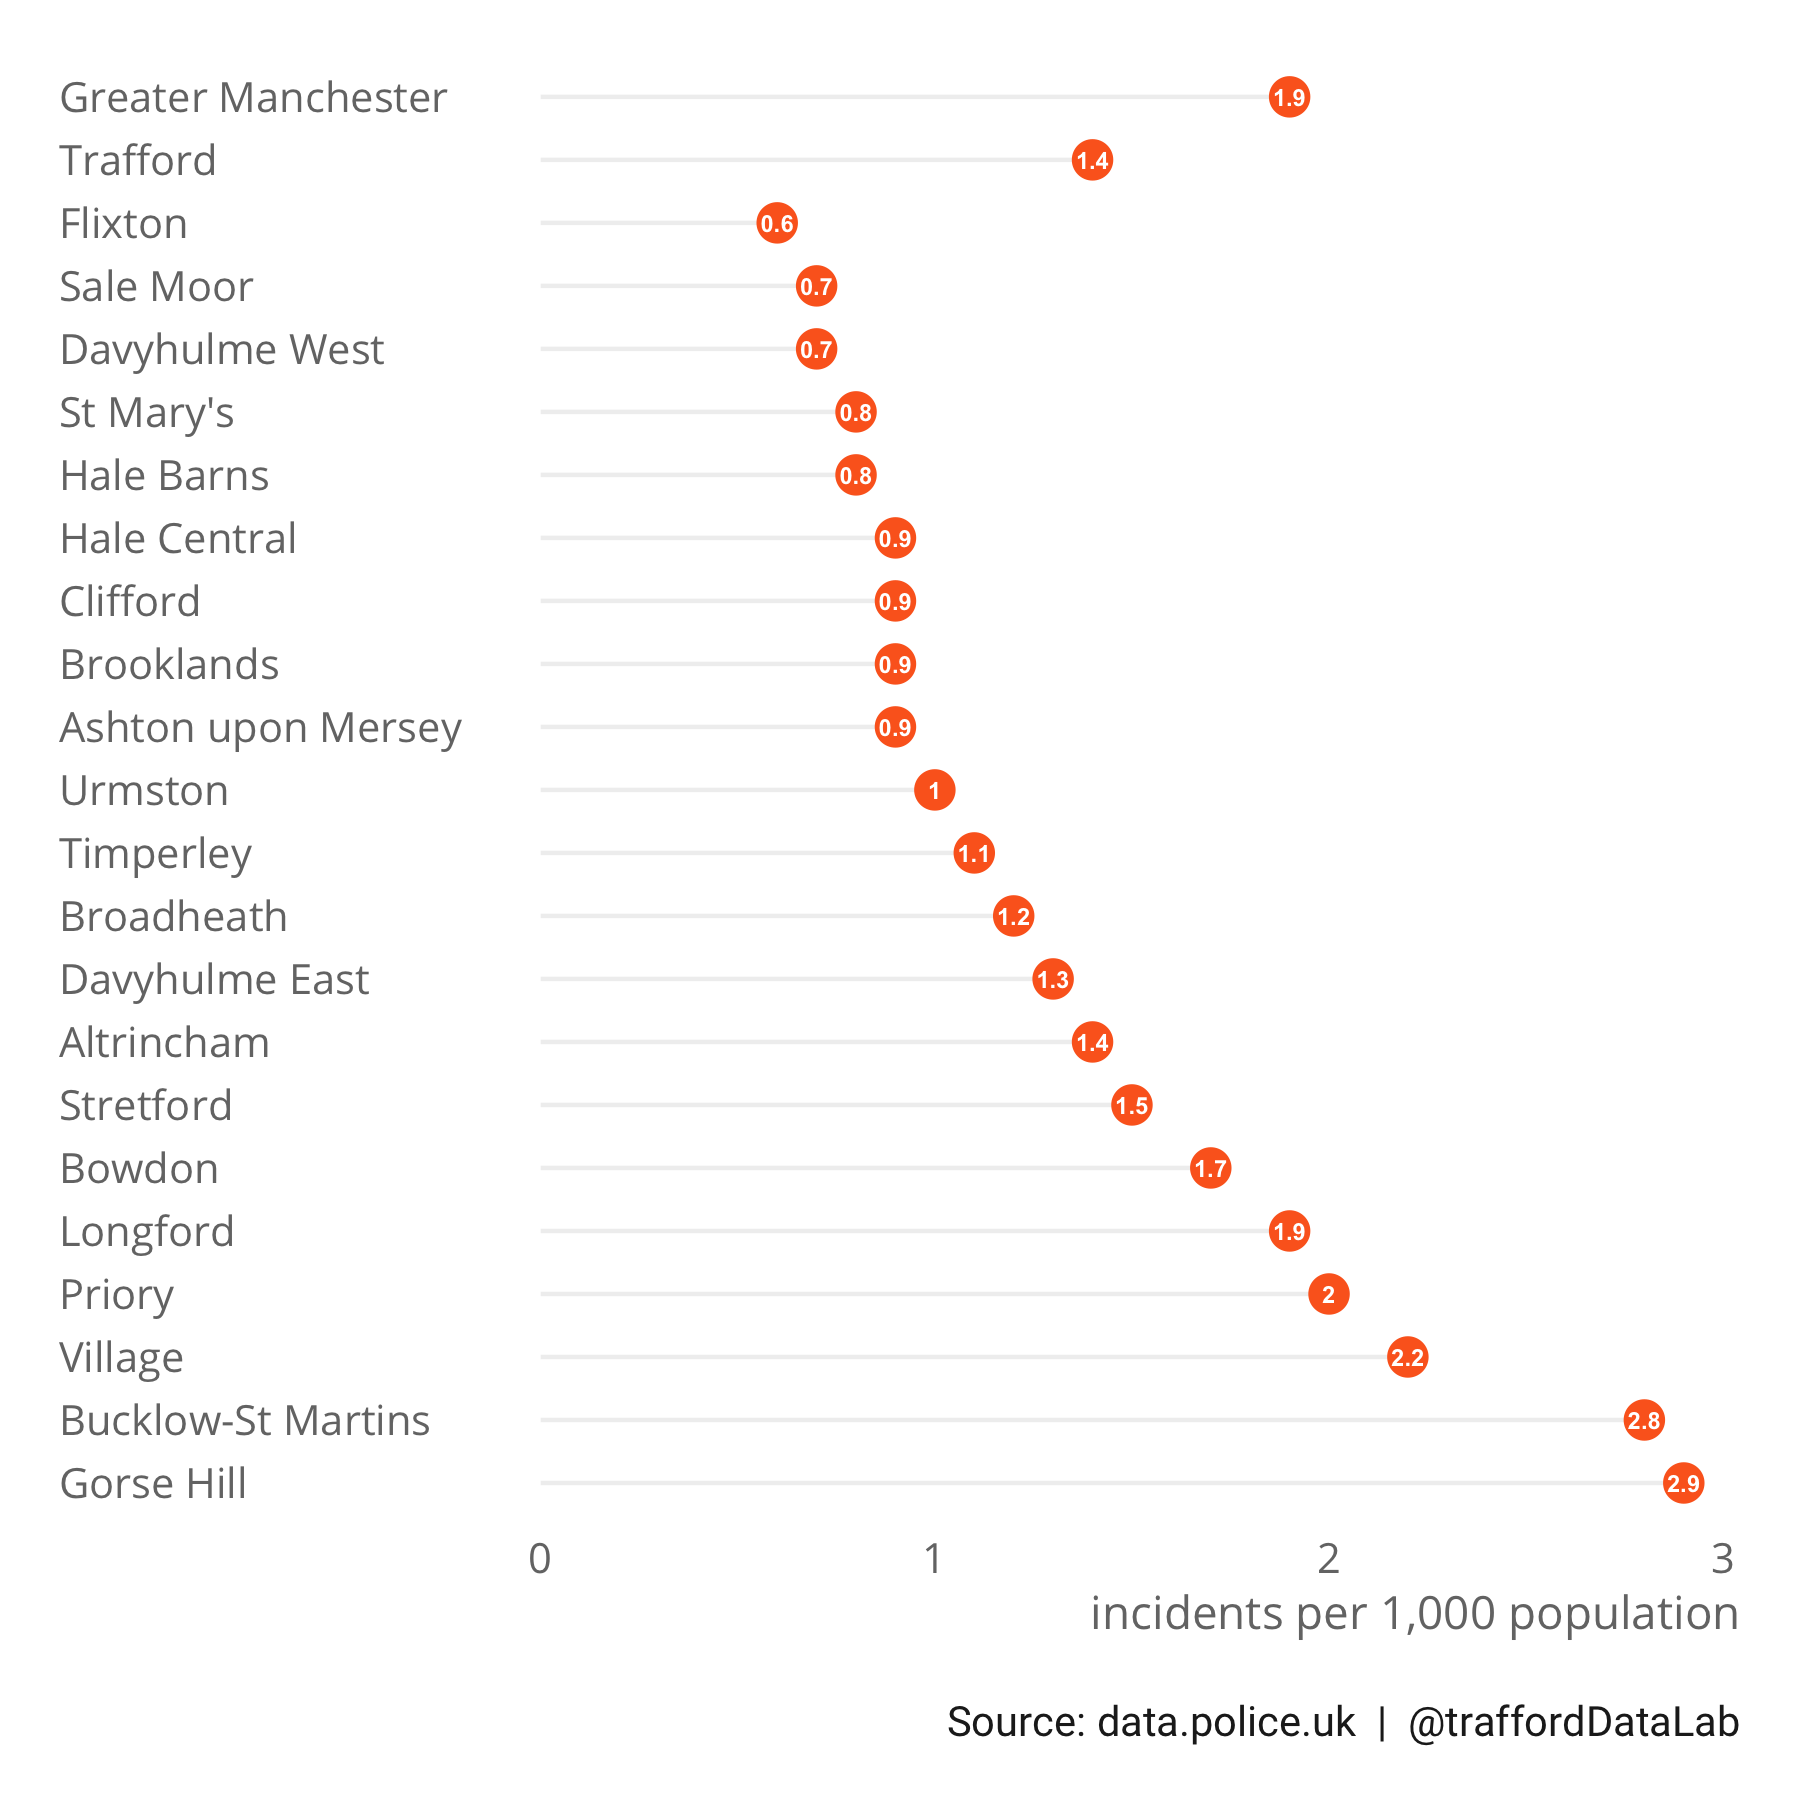 Greater Manchester 1.9
Trafford 1.4
Flixton 0.6
Sale Moor 0.7
Davyhulme West 0.7
St Mary's 0.8
Hale Barns 0.8
Hale Central 0.9
Clifford 0.9
Brooklands 0.9
Ashton upon Mersey 0.9
Urmston 1
Timperley 1.1
Broadheath 1.2
Davyhulme East 1.3
Altrincham 1.4
Stretford 1.5
Bowdon 1.7
Longford 1.9
Priory 2
Village 2.2
Bucklow-St Martins 2.8
Gorse Hill 2.9
0 1 2 3
incidents per 1,000 population
Source: data.police.uk | @traffordDataLab